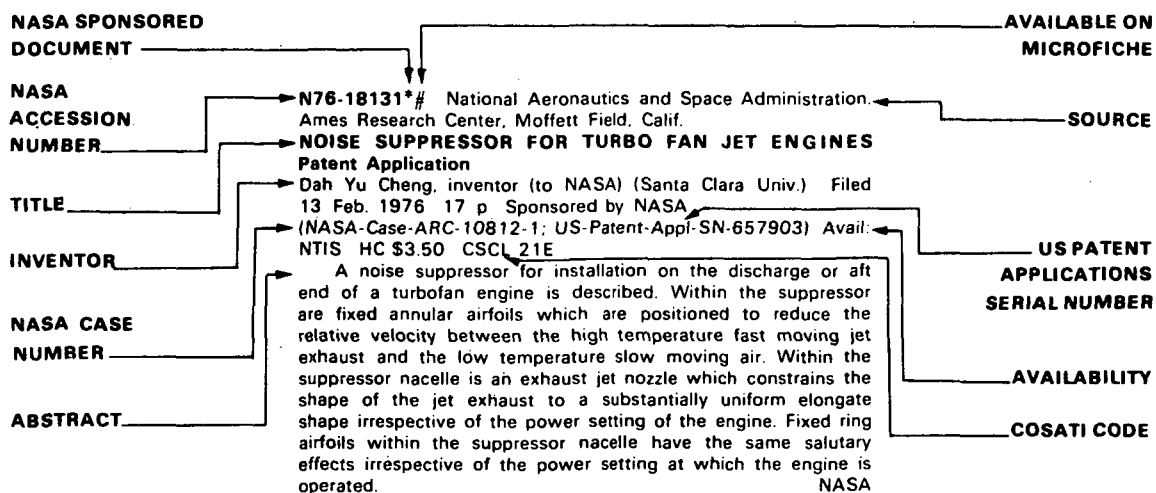 NASA SPONSORED
DOCUMENT
AVAILABLE ON
MICROFICHE
NASA
ACCESSION
NUMBER
TITLE
INVENTOR
NASA CASE
NUMBER
ABSTRACT
N76-18131*# National Aeronautics and Space Administration.
Ames Research Center, Moffett Field, Calif.
NOISE SUPPRESSOR FOR TURBO FAN JET ENGINES
Patent Application
Dah Yu Cheng, inventor (to NASA) (Santa Clara Univ.) Filed
13 Feb. 1976 17 p Sponsored by NASA
(NASA-Case-ARC-10812-1; US-Patent-Appl-SN-657903) Avail:
NTIS HC $3.50 CSCL 21E
A noise suppressor for installation on the discharge or aft
end of a turbofan engine is described. Within the suppressor
are fixed annular airfoils which are positioned to reduce the
relative velocity between the high temperature fast moving jet
exhaust and the low temperature slow moving air. Within the
suppressor nacelle is an exhaust jet nozzle which constrains the
shape of the jet exhaust to a substantially uniform elongate
shape irrespective of the power setting of the engine. Fixed ring
airfoils within the suppressor nacelle have the same salutary
effects irrespective of the power setting at which the engine is
operated. NASA
SOURCE
US PATENT
APPLICATIONS
SERIAL NUMBER
AVAILABILITY
COSATI CODE